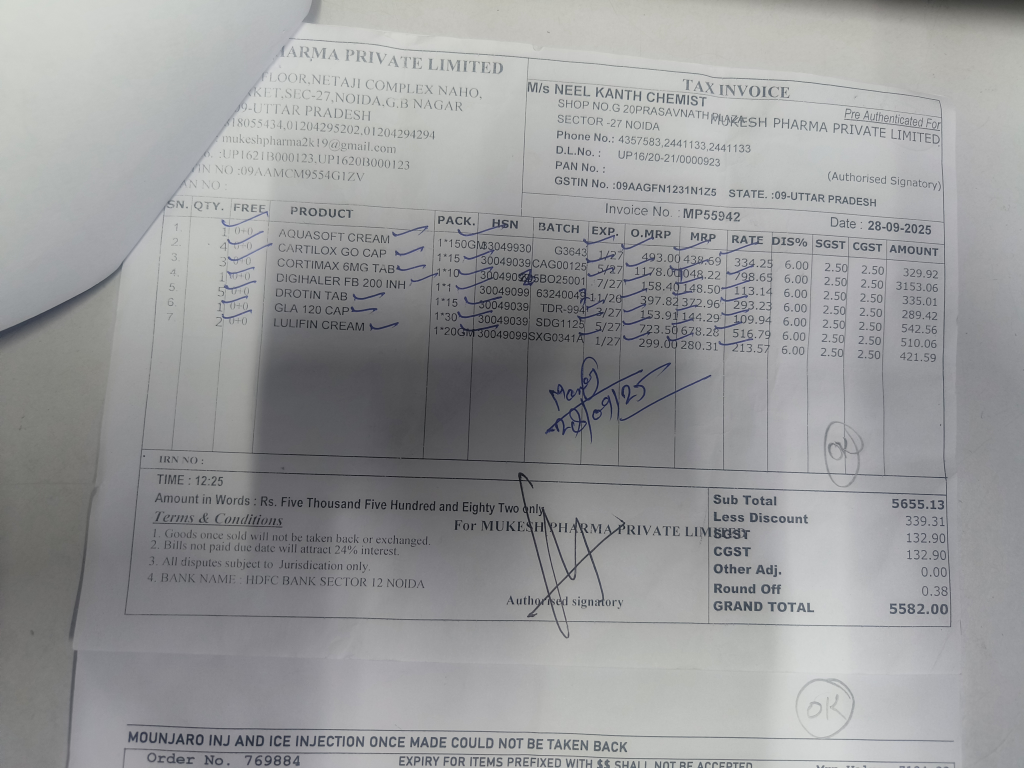 HARMA PRIVATE LIMITED
FLOOR,NETAJI COMPLEX NAHO,
KET,SEC-27,NOIDA,G.B NAGAR
09-UTTAR PRADESH
118055434,01204295202,01204294294
mukeshpharma2k19@gmail.com
:UP1621B000123,UP1620B000123
IN NO :09AAMCM9554G1ZV
AN NO :
TAX INVOICE
M/s NEEL KANTH CHEMIST
SHOP NO.G 20PRASAVNATH PLAZA
SECTOR -27 NOIDA
Phone No.: 4357583,2441133,2441133
D.L.No. : UP16/20-21/0000923
PAN No. :
GSTIN No. :09AAGFN1231N1Z5 STATE. :09-UTTAR PRADESH
Pre Authenticated For
MUKESH PHARMA PRIVATE LIMITED
(Authorised Signatory)
Invoice No. : MP55942 Date : 28-09-2025
SN. QTY. FREE PRODUCT PACK. HSN BATCH EXP. O.MRP MRP RATE DIS% SGST CGST AMOUNT
1. 1 0+0 AQUASOFT CREAM 1*150GM 33049930 G3643 1/27 493.00 438.69 334.25 6.00 2.50 2.50 329.92
2. 4 0+0 CARTILOX GO CAP 1*15 30049039 CAG00125 5/27 1178.00 1048.22 798.65 6.00 2.50 2.50 3153.06
3. 3 0+0 CORTIMAX 6MG TAB 1*10 5BO25001 7/27 158.40 148.50 113.14 6.00 2.50 2.50 335.01
4. 1 0+0 DIGIHALER FB 200 INH 1*1 30049099 11/26 397.82 372.96 293.23 6.00 2.50 2.50 289.42
5. 5 0+0 DROTIN TAB 1*15 30049039 TDR-994 3/27 153.91 144.29 109.94 6.00 2.50 2.50 542.56
6. 1 0+0 GLA 120 CAP 1*30 30049039 SDG1125 5/27 723.50 678.28 516.79 6.00 2.50 2.50 510.06
7. 2 0+0 LULIFIN CREAM 1*20GM 30049099 SXG0341A 1/27 299.00 280.31 213.57 6.00 2.50 2.50 421.59
28/09/25
IRN NO :
TIME : 12:25
Amount in Words : Rs. Five Thousand Five Hundred and Eighty Two only
Terms & Conditions
1. Goods once sold will not be taken back or exchanged.
2. Bills not paid due date will attract 24% interest.
3. All disputes subject to Jurisdication only.
4. BANK NAME : HDFC BANK SECTOR 12 NOIDA
For MUKESH PHARMA PRIVATE LIMITED
Authorised signatory
Sub Total 5655.13
Less Discount 339.31
SGST 132.90
CGST 132.90
Other Adj. 0.00
Round Off 0.38
GRAND TOTAL 5582.00
OK
MOUNJARO INJ AND ICE INJECTION ONCE MADE COULD NOT BE TAKEN BACK
Order No. 769884 EXPIRY FOR ITEMS PREFIXED WITH $$ SHALL NOT BE ACCEPTED